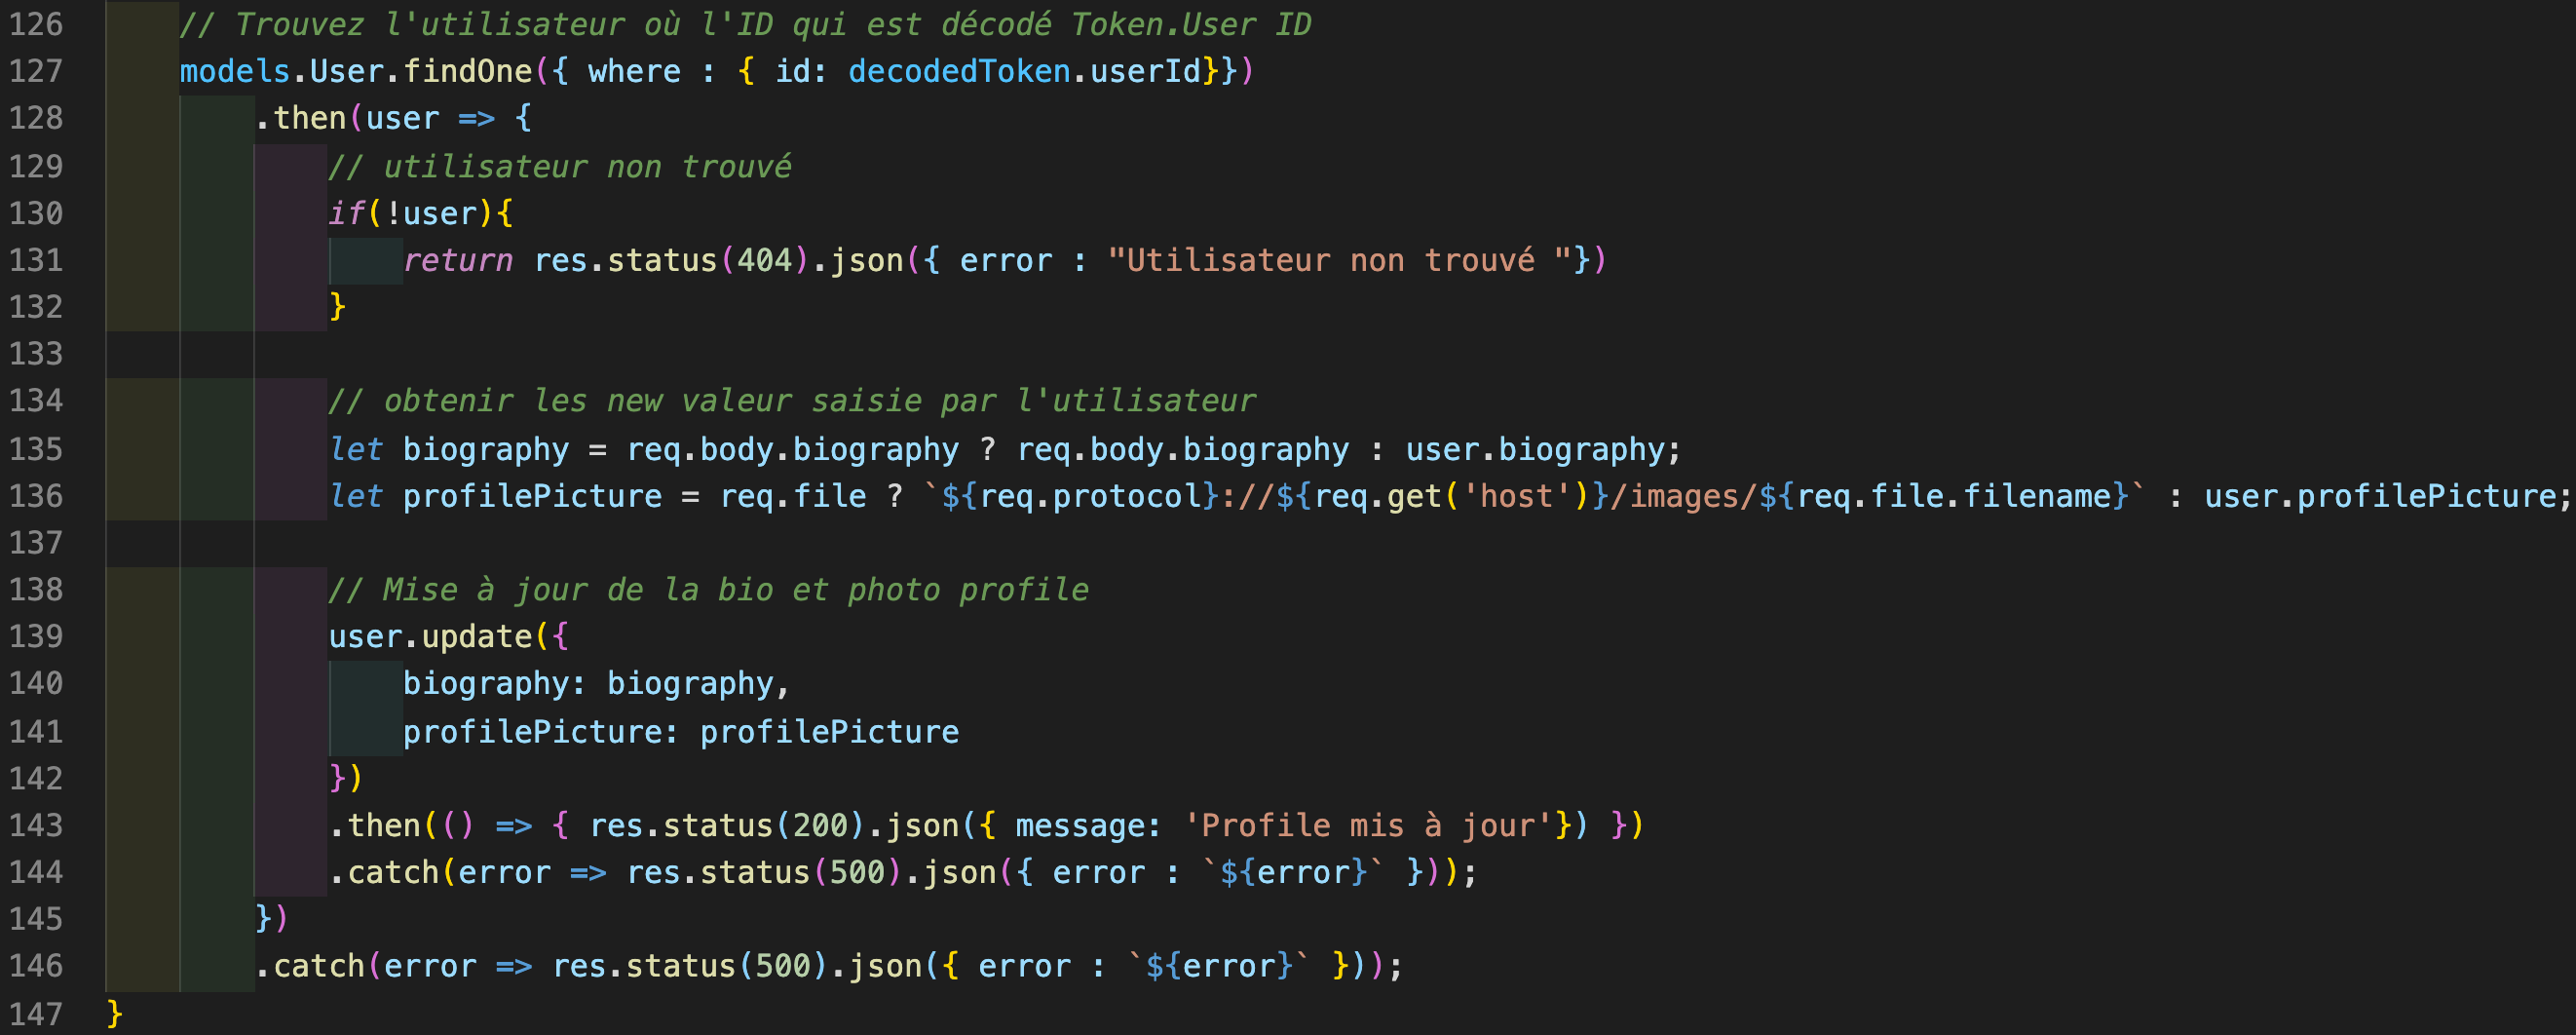 126 // Trouvez l'utilisateur où l'ID qui est décodé Token.User ID
127 models.User.findOne({ where : { id: decodedToken.userId}})
128 .then(user => {
129 // utilisateur non trouvé
130 if(!user){
131 return res.status(404).json({ error : "Utilisateur non trouvé "})
132 }
133
134 // obtenir les new valeur saisie par l'utilisateur
135 let biography = req.body.biography ? req.body.biography : user.biography;
136 let profilePicture = req.file ? `${req.protocol}://${req.get('host')}/images/${req.file.filename}` : user.profilePicture;
137
138 // Mise à jour de la bio et photo profile
139 user.update({
140 biography: biography,
141 profilePicture: profilePicture
142 })
143 .then(() => { res.status(200).json({ message: 'Profile mis à jour'}) })
144 .catch(error => res.status(500).json({ error : `${error}` }));
145 })
146 .catch(error => res.status(500).json({ error : `${error}` }));
147 }